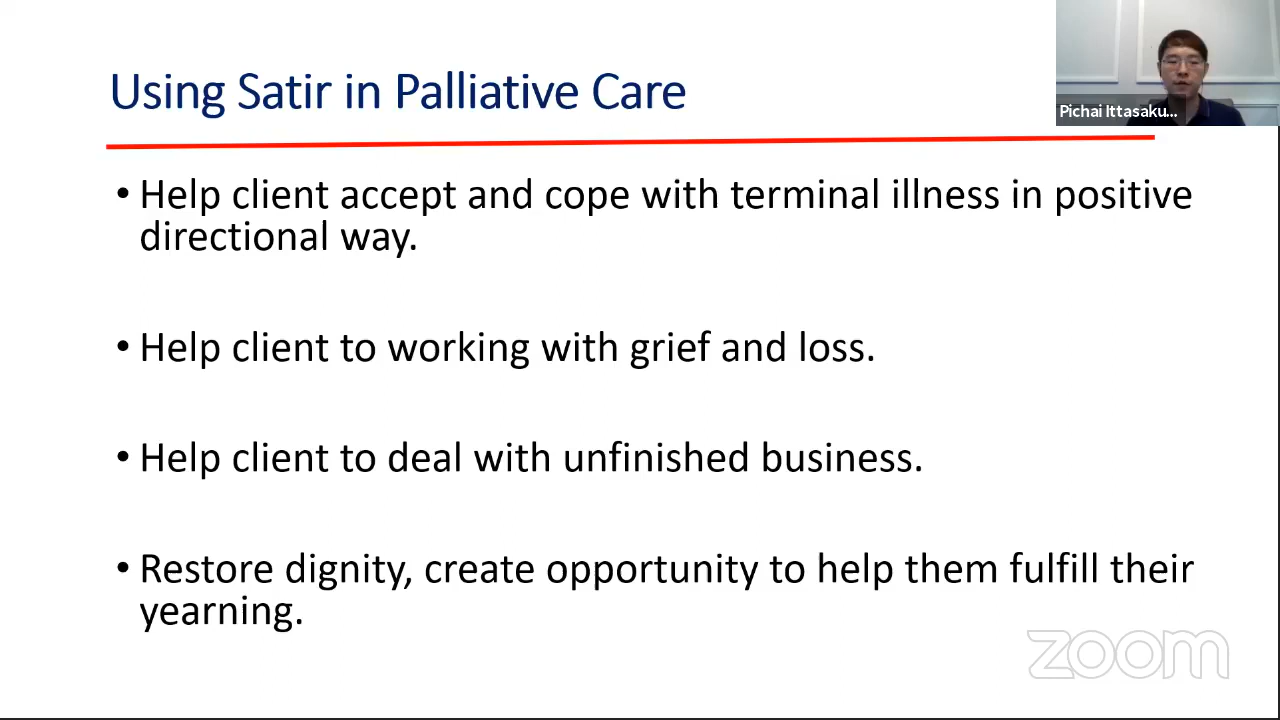 Using Satir in Palliative Care
Pichai Ittasaku...
• Help client accept and cope with terminal illness in positive
directional way.
• Help client to working with grief and loss.
• Help client to deal with unfinished business.
• Restore dignity, create opportunity to help them fulfill their
yearning.
zoom